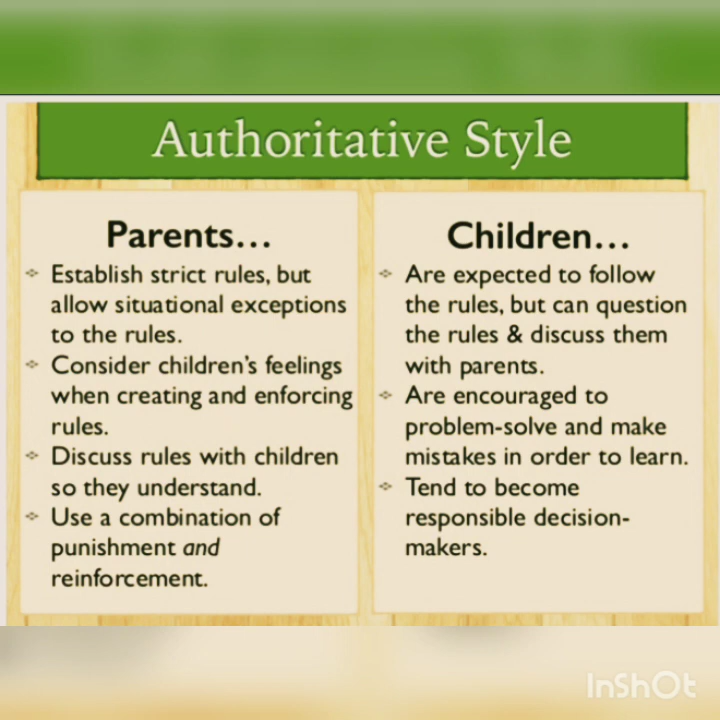 Authoritative Style
Parents...
Establish strict rules, but
allow situational exceptions
to the rules.
Consider children's feelings
when creating and enforcing
rules.
Discuss rules with children
so they understand.
Use a combination of
punishment and
reinforcement.
Children...
Are expected to follow
the rules, but can question
the rules & discuss them
with parents.
Are encouraged to
problem-solve and make
mistakes in order to learn.
Tend to become
responsible decision-
makers.
InShOt